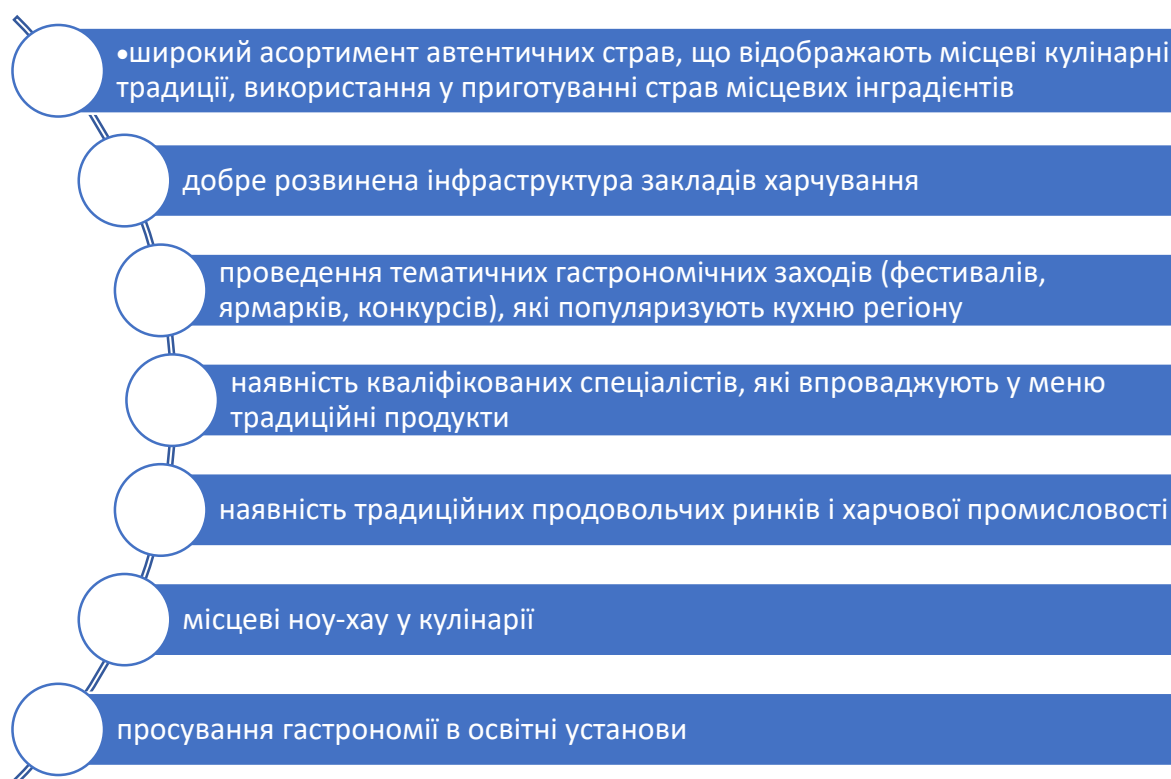 •широкий асортимент автентичних страв, що відображають місцеві кулінарні
традиції, використання у приготуванні страв місцевих інградієнтів
добре розвинена інфраструктура закладів харчування
проведення тематичних гастрономічних заходів (фестивалів,
ярмарків, конкурсів), які популяризують кухню регіону
наявність кваліфікованих спеціалістів, які впроваджують у меню
традиційні продукти
наявність традиційних продовольчих ринків і харчової промисловості
місцеві ноу-хау у кулінарії
просування гастрономії в освітні установи